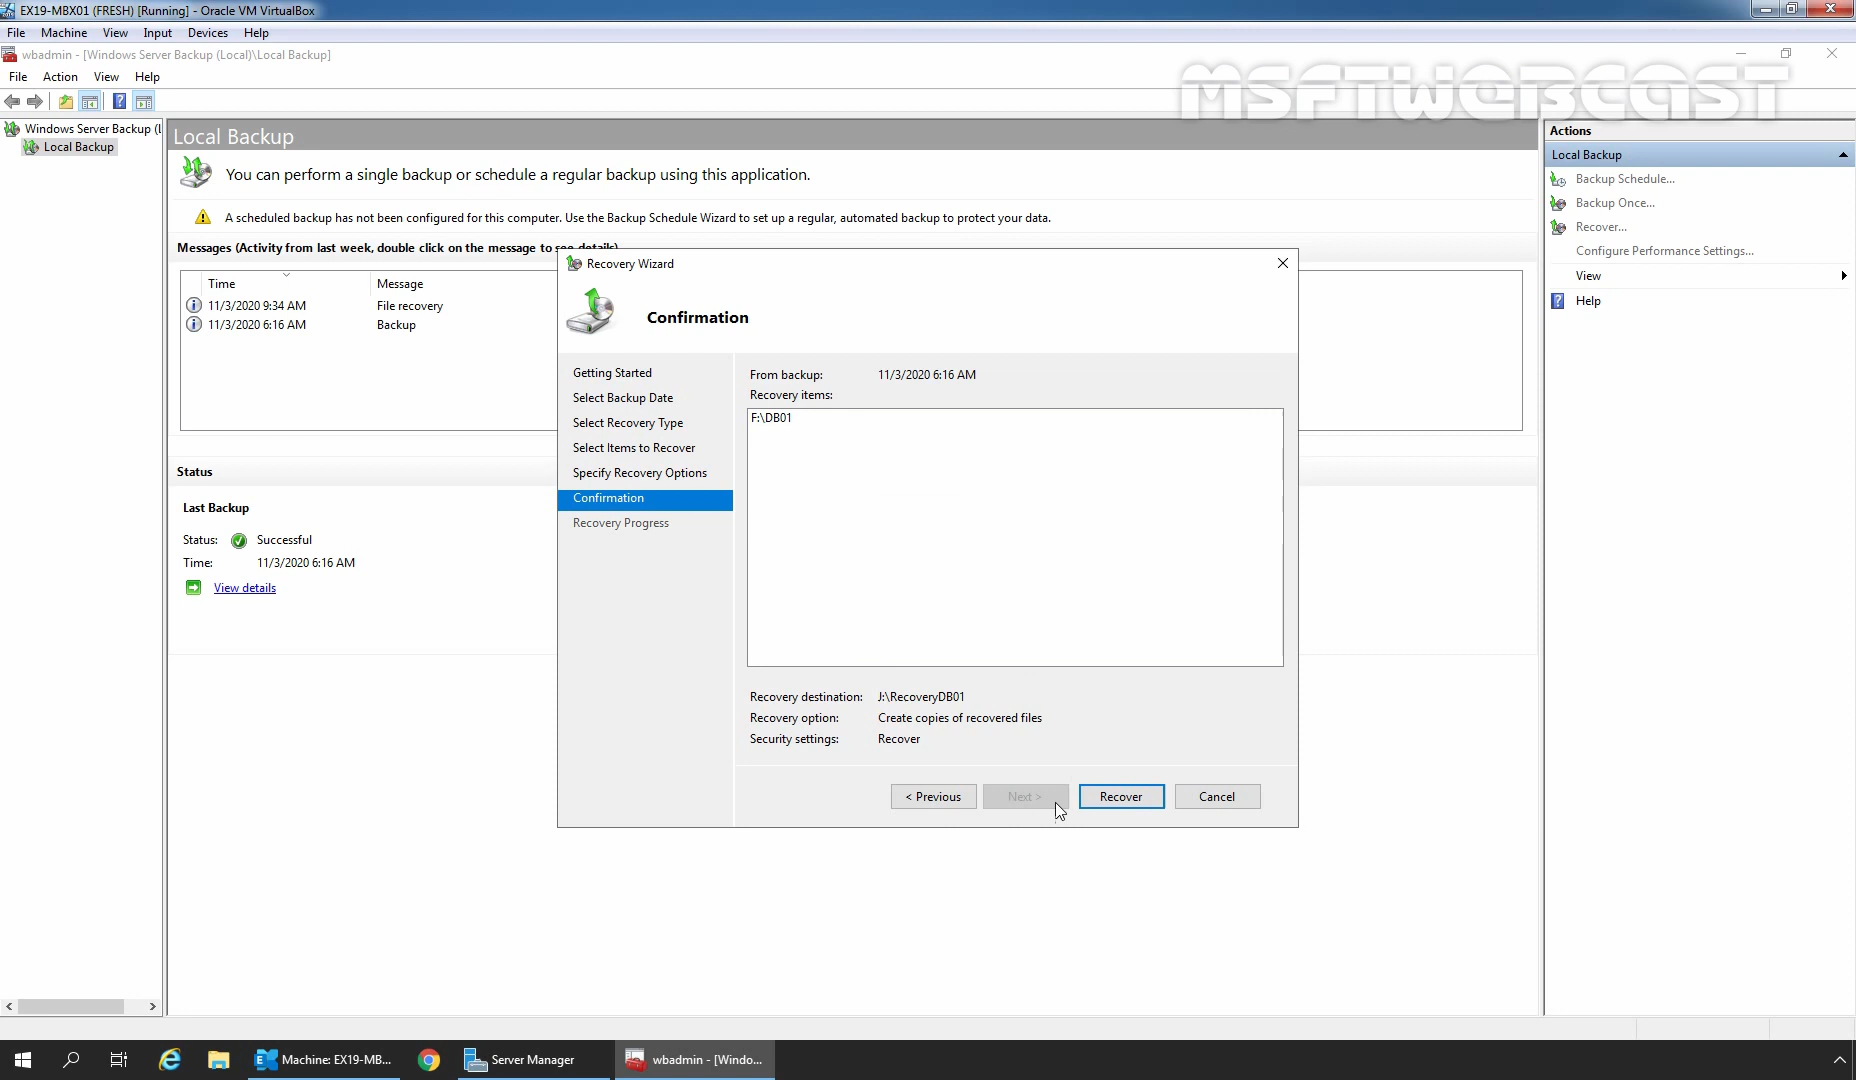 EX19-MBX01 (FRESH) [Running] - Oracle VM VirtualBox
File Machine View Input Devices Help
wbadmin - [Windows Server Backup (Local)\Local Backup]
File Action View Help
MSFTWEBCAST
Windows Server Backup (L
Local Backup
Local Backup
You can perform a single backup or schedule a regular backup using this application.
A scheduled backup has not been configured for this computer. Use the Backup Schedule Wizard to set up a regular, automated backup to protect your data.
Messages (Activity from last week, double click on the message to see details)
Time Message
11/3/2020 9:34 AM File recovery
11/3/2020 6:16 AM Backup
Status
Last Backup
Status: Successful
Time: 11/3/2020 6:16 AM
View details
Recovery Wizard
Confirmation
Getting Started
Select Backup Date
Select Recovery Type
Select Items to Recover
Specify Recovery Options
Confirmation
Recovery Progress
From backup: 11/3/2020 6:16 AM
Recovery items:
F:\DB01
Recovery destination: J:\RecoveryDB01
Recovery option: Create copies of recovered files
Security settings: Recover
< Previous Next > Recover Cancel
Actions
Local Backup
Backup Schedule...
Backup Once...
Recover...
Configure Performance Settings...
View
Help
Machine: EX19-MB... Server Manager wbadmin - [Windo...